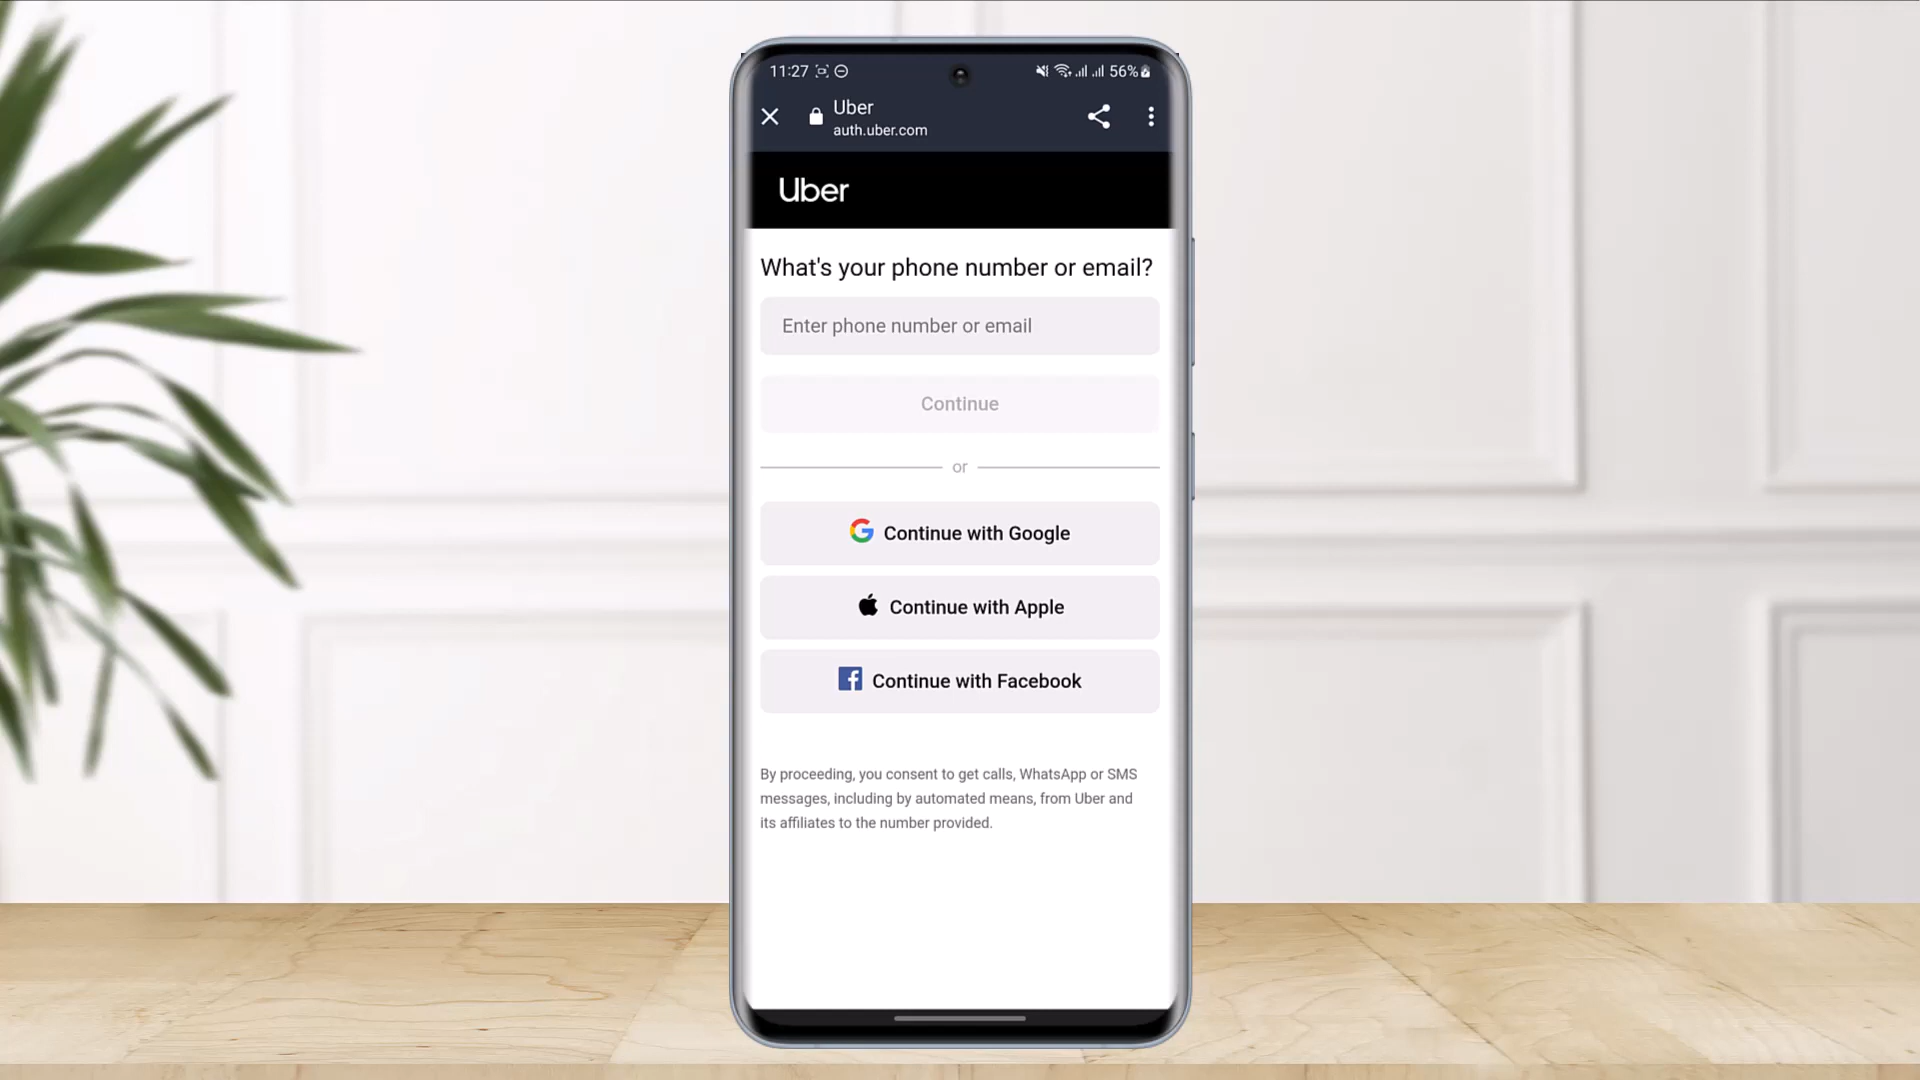 11:27 56%
Uber
auth.uber.com
Uber
What's your phone number or email?
Enter phone number or email
Continue
or
Continue with Google
Continue with Apple
Continue with Facebook
By proceeding, you consent to get calls, WhatsApp or SMS
messages, including by automated means, from Uber and
its affiliates to the number provided.